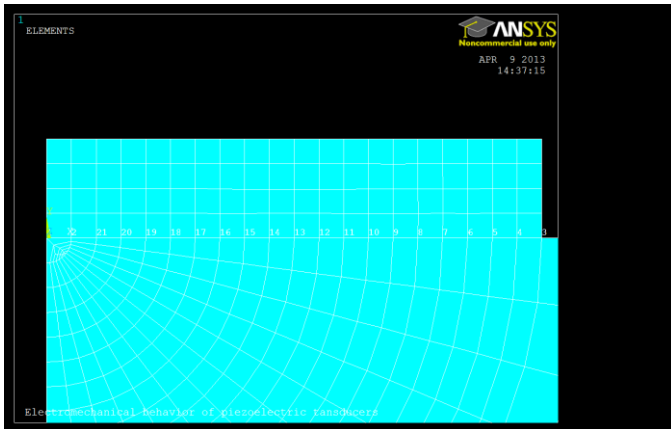 1
ELEMENTS
ANSYS
Noncommercial use only
APR 9 2013
14:37:15
22 21 20 19 18 17 16 15 14 13 12 11 10 9 8 7 6 5 4 3
Electromechanical behavior of piezoelectric tansducers